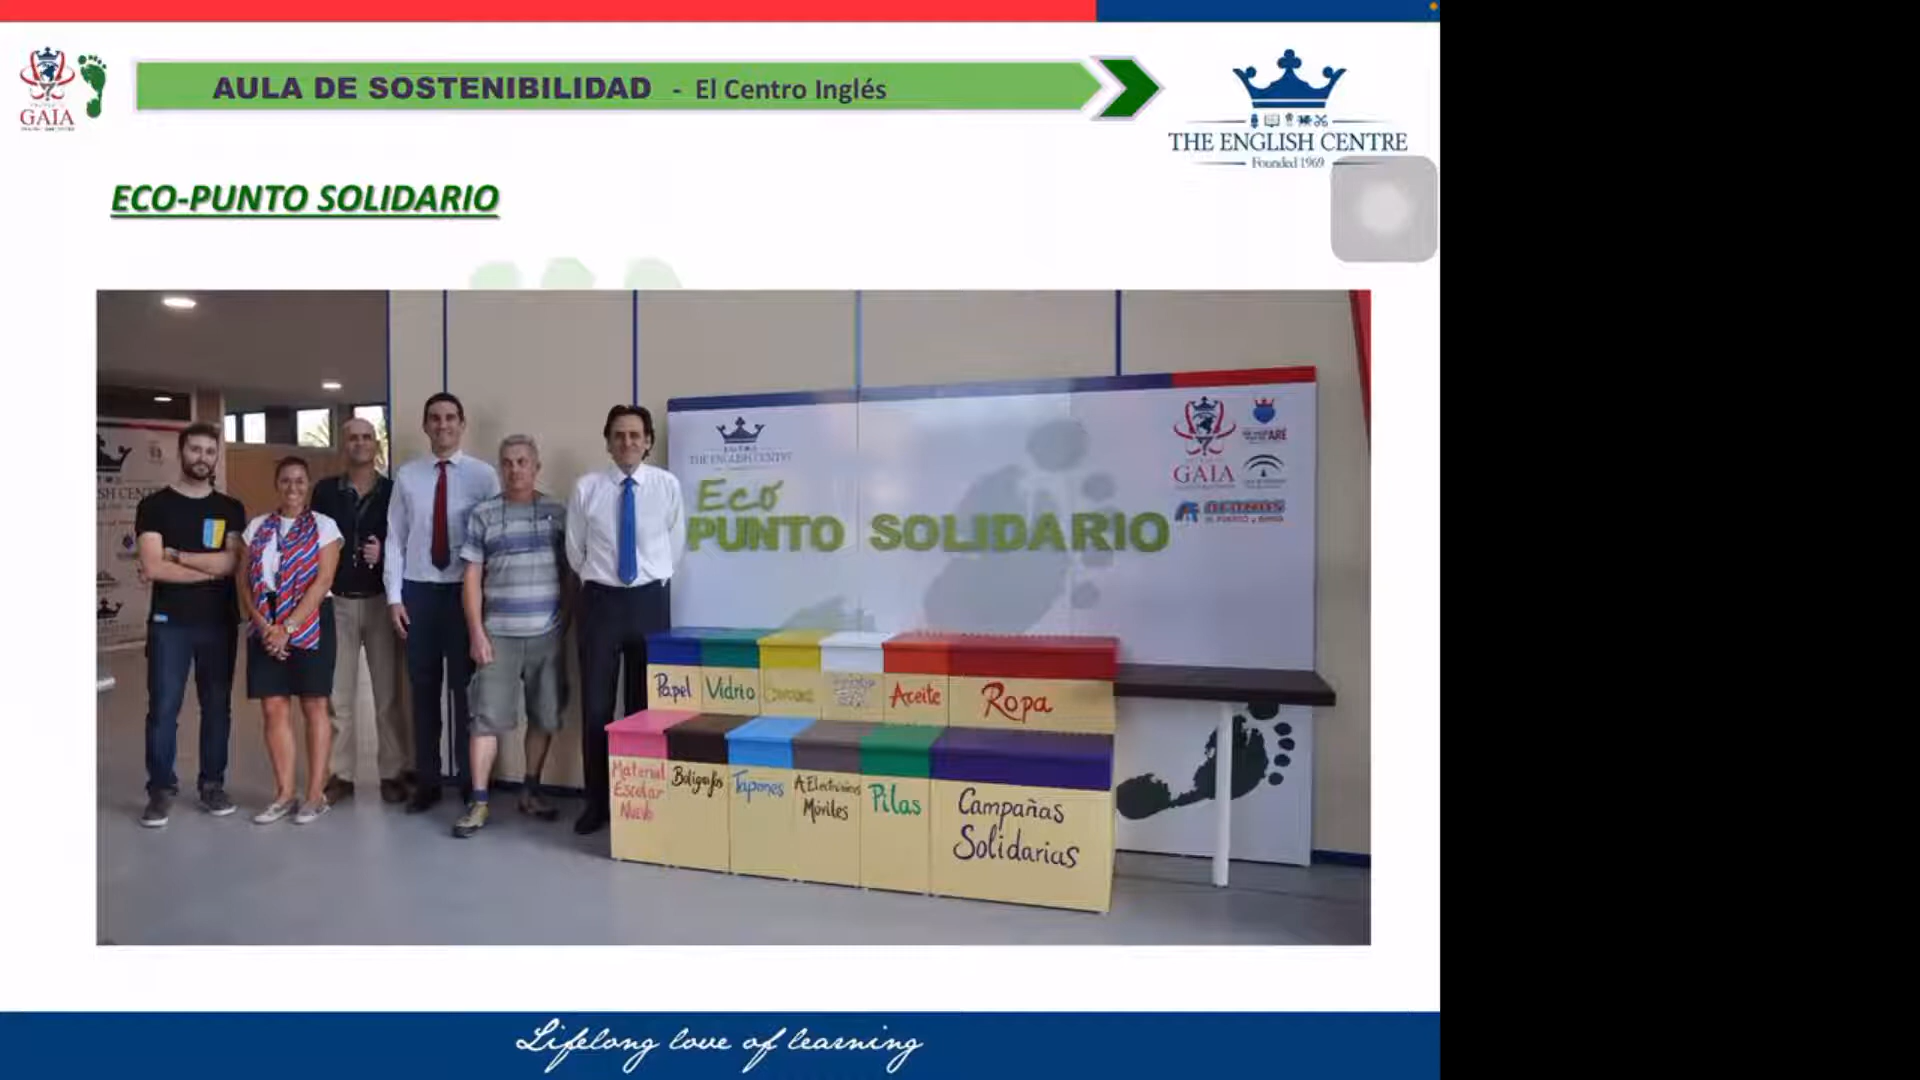 AULA DE SOSTENIBILIDAD - El Centro Inglés
GAIA
THE ENGLISH CENTRE
Founded 1969
ECO-PUNTO SOLIDARIO
THE ENGLISH CENTRE
Eco
PUNTO SOLIDARIO
GAIA
Papel
Vidrio
Aceite
Ropa
Material
Escolar
Nuevo
Bolígrafos
Tapones
A.Electrónicos
Móviles
Pilas
Campañas
Solidarias
Lifelong love of learning